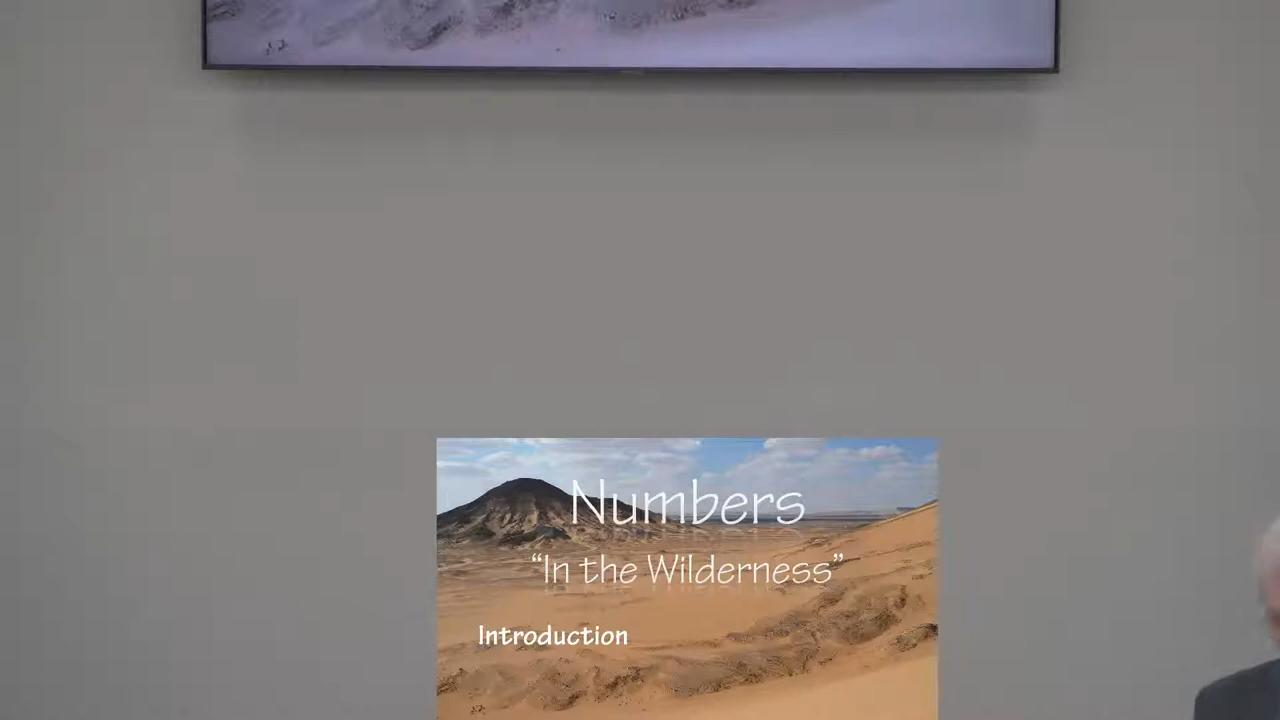 Numbers
“In the Wilderness”
Introduction